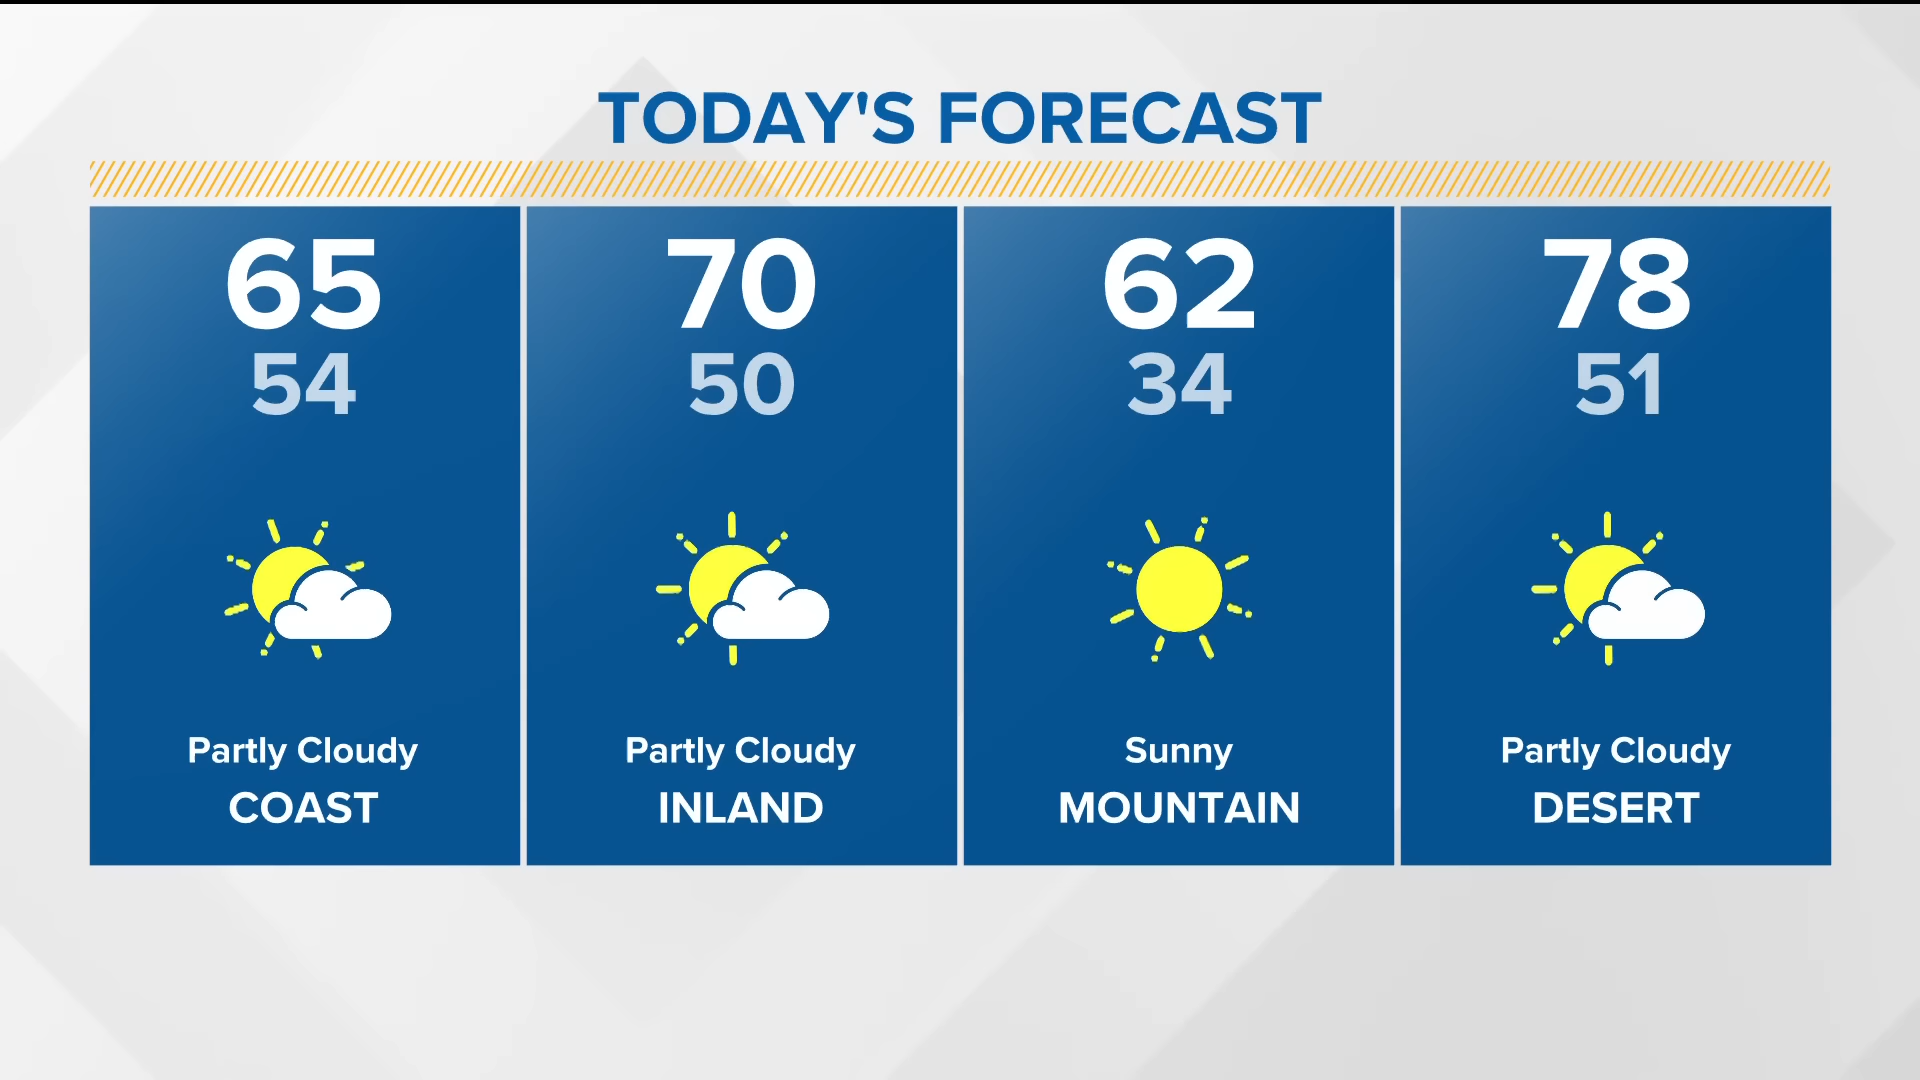 TODAY'S FORECAST
65
54
Partly Cloudy
COAST
70
50
Partly Cloudy
INLAND
62
34
Sunny
MOUNTAIN
78
51
Partly Cloudy
DESERT